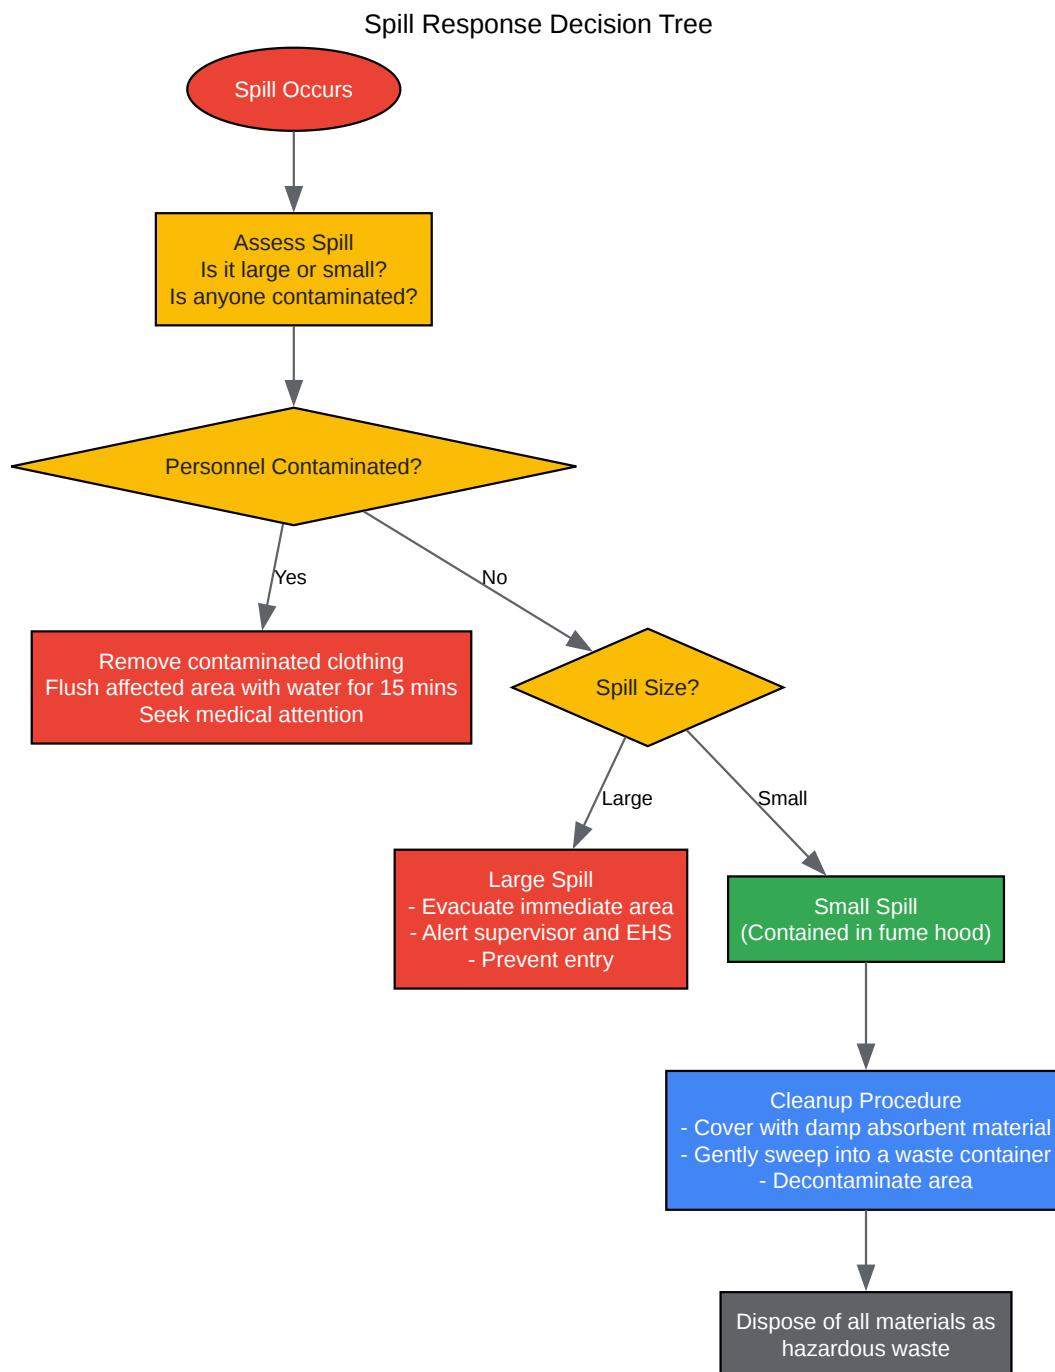 Spill Response Decision Tree
Spill Occurs
Assess Spill
Is it large or small?
Is anyone contaminated?
Personnel Contaminated?
Yes
No
Remove contaminated clothing
Flush affected area with water for 15 mins
Seek medical attention
Spill Size?
Large
Small
Large Spill
- Evacuate immediate area
- Alert supervisor and EHS
- Prevent entry
Small Spill
(Contained in fume hood)
Cleanup Procedure
- Cover with damp absorbent material
- Gently sweep into a waste container
- Decontaminate area
Dispose of all materials as
hazardous waste